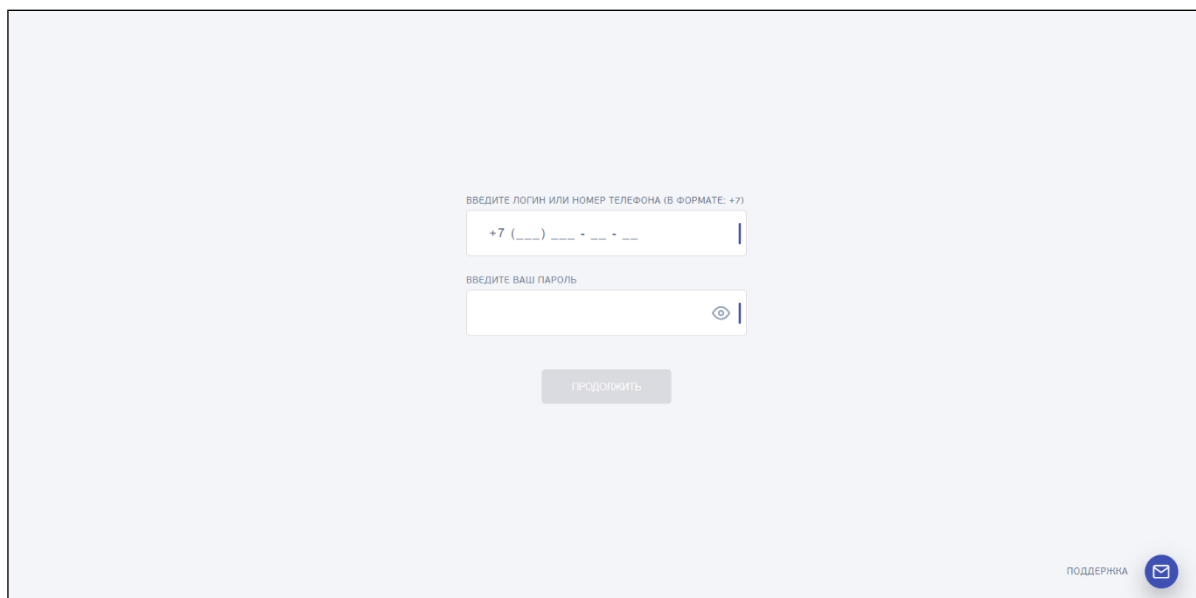 ВВЕДИТЕ ЛОГИН ИЛИ НОМЕР ТЕЛЕФОНА (В ФОРМАТЕ: +7)
+7 (___) ___ - __ - __
ВВЕДИТЕ ВАШ ПАРОЛЬ
ПРОДОЛЖИТЬ
ПОДДЕРЖКА